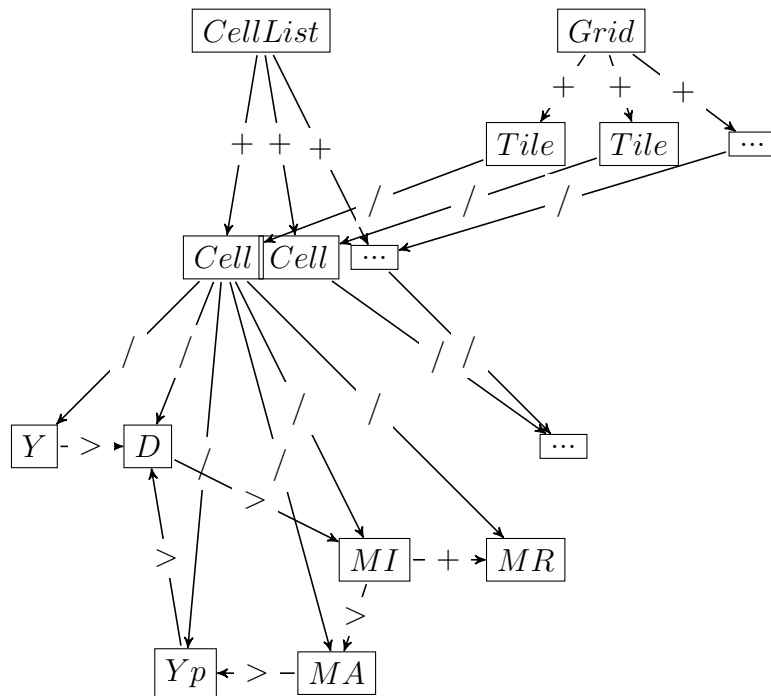 CellList Grid
+ + +
Tile Tile ...
+ + +
/ / /
Cell Cell ...
/ / / /
/ /
Y > D ...
/ /
>
> MI + MR
>
Yp > MA